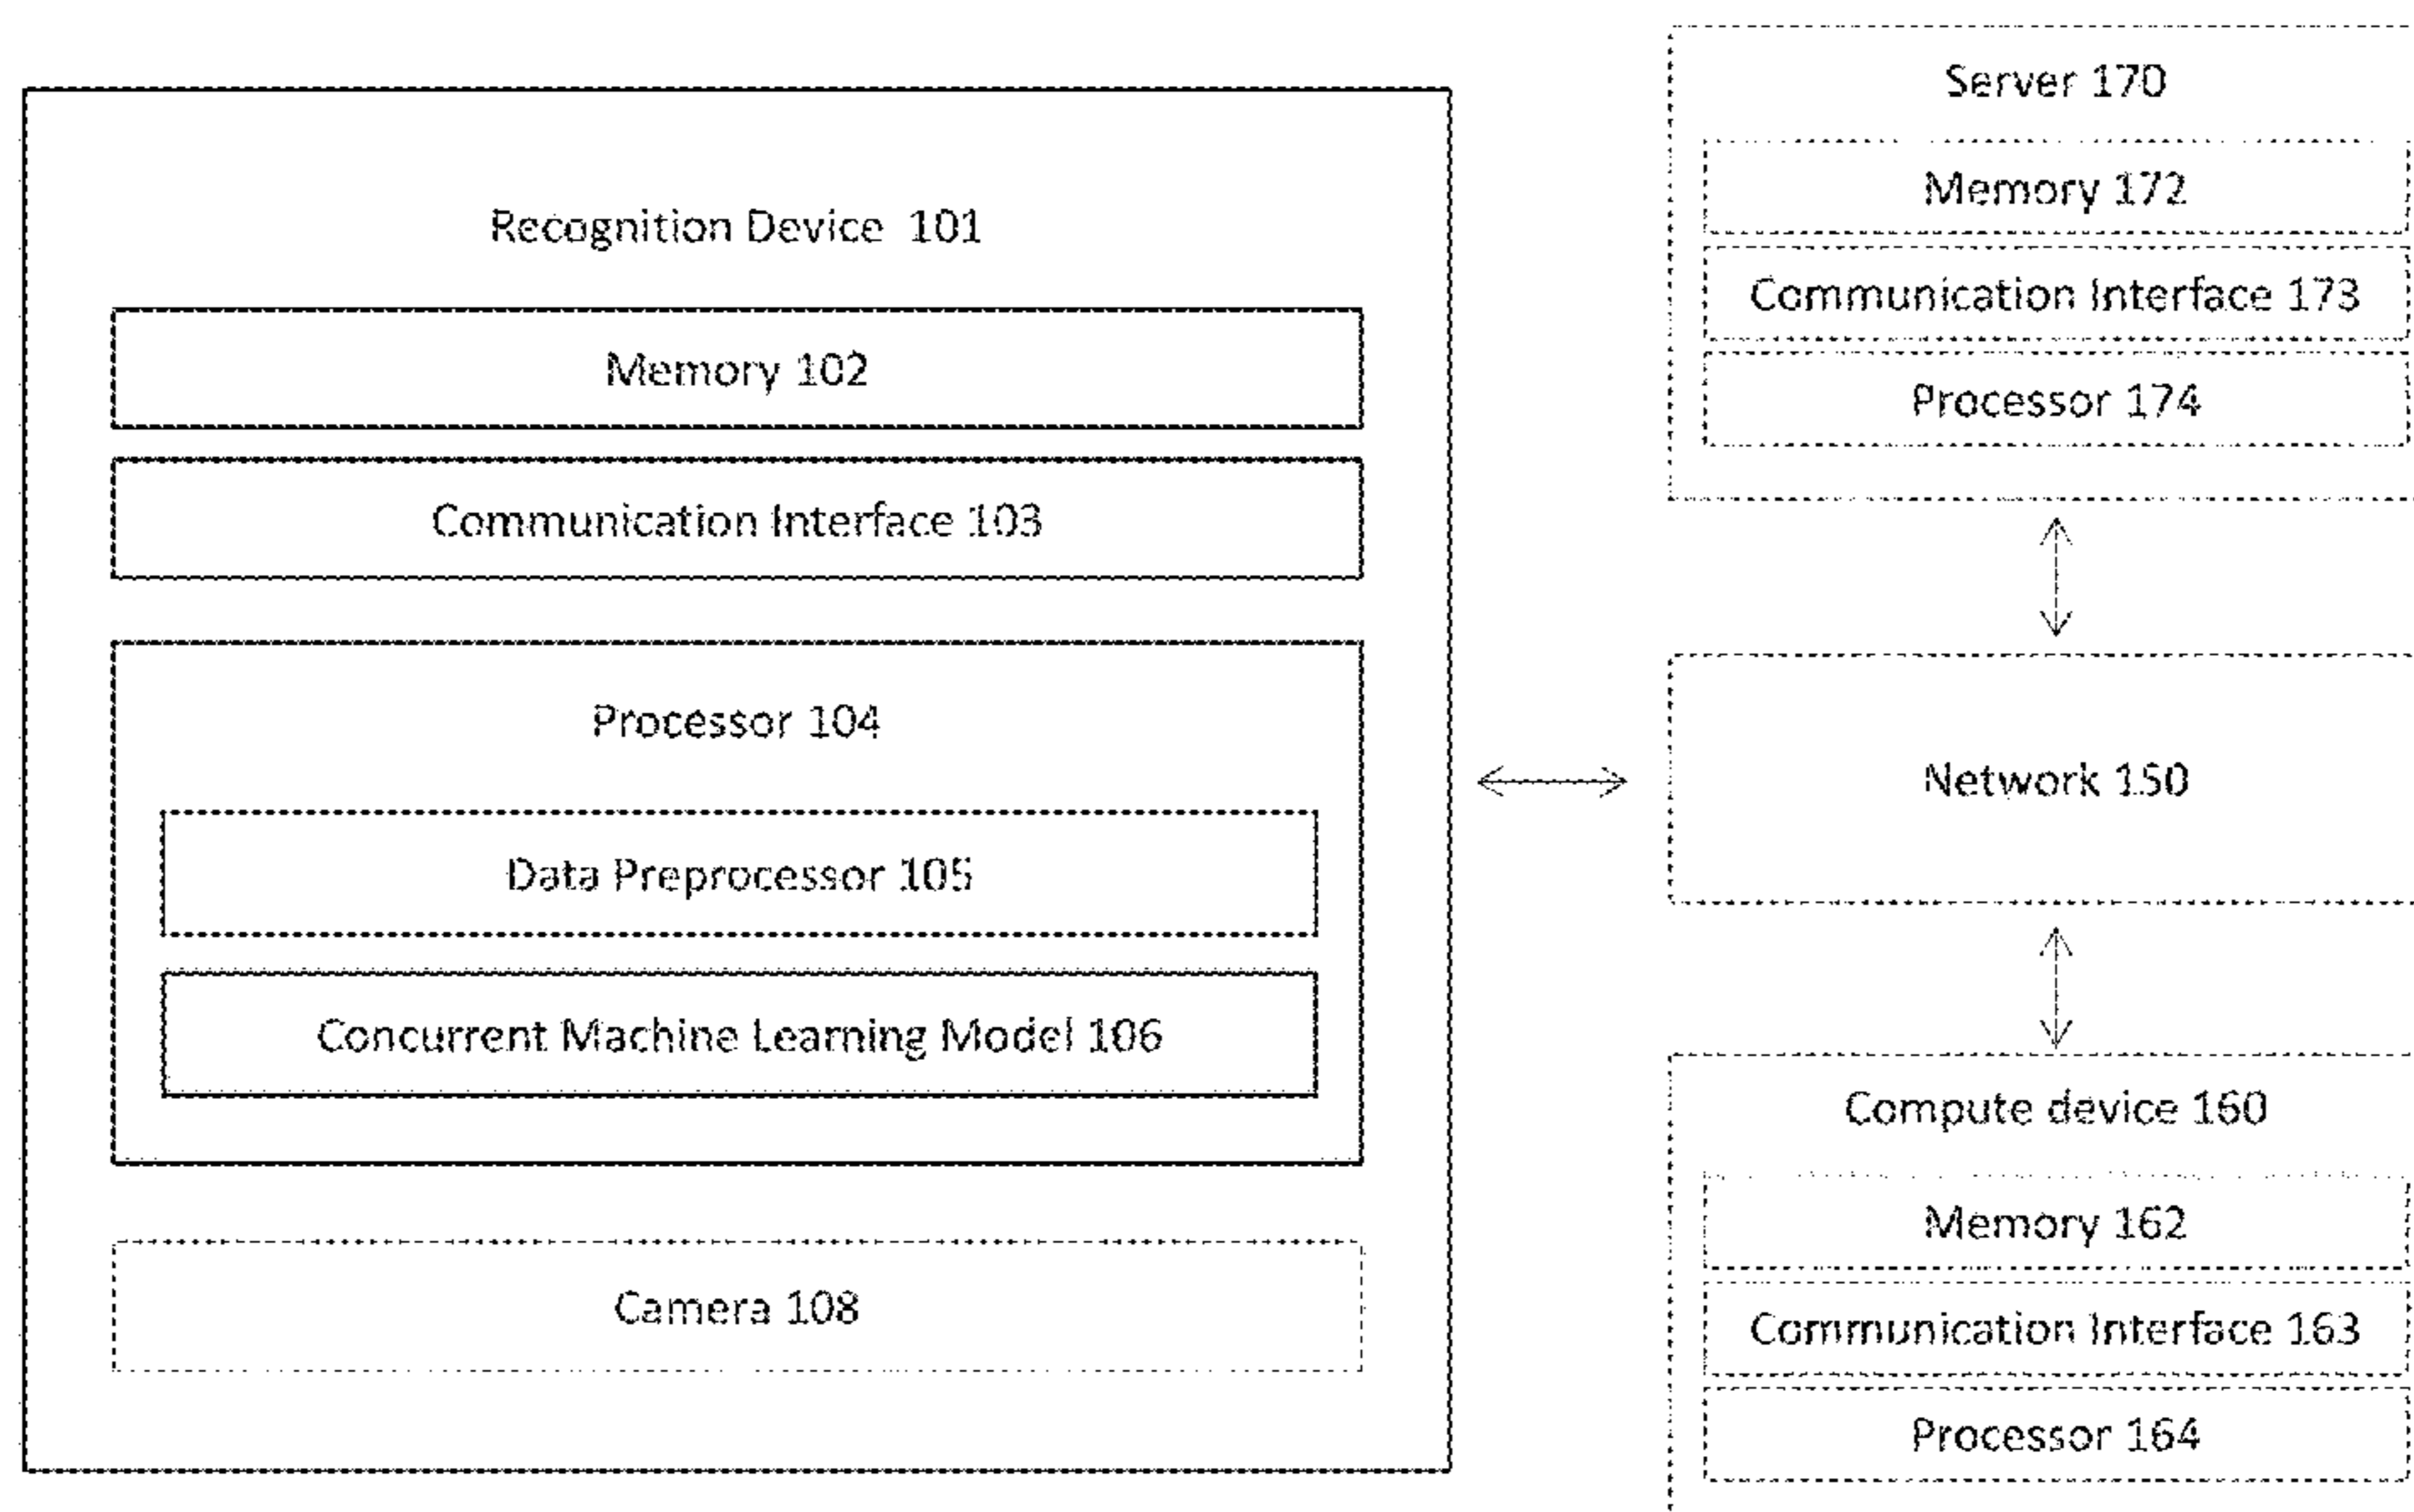 Recognition Device 101
Memory 102
Communication Interface 103
Processor 104
Data Preprocessor 105
Concurrent Machine Learning Model 106
Camera 108
Server 170
Memory 172
Communication Interface 173
Processor 174
Network 150
Compute device 160
Memory 162
Communication Interface 163
Processor 164